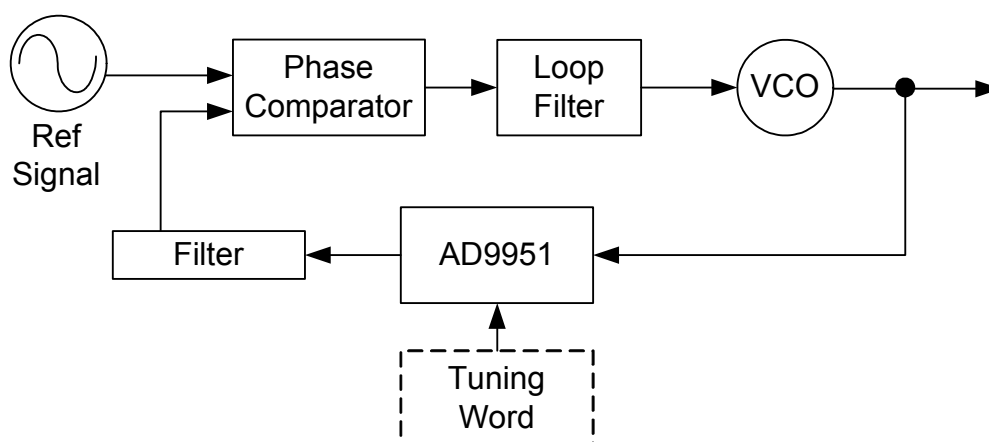 Ref
Signal
Phase
Comparator
Loop
Filter
VCO
Filter
AD9951
Tuning
Word